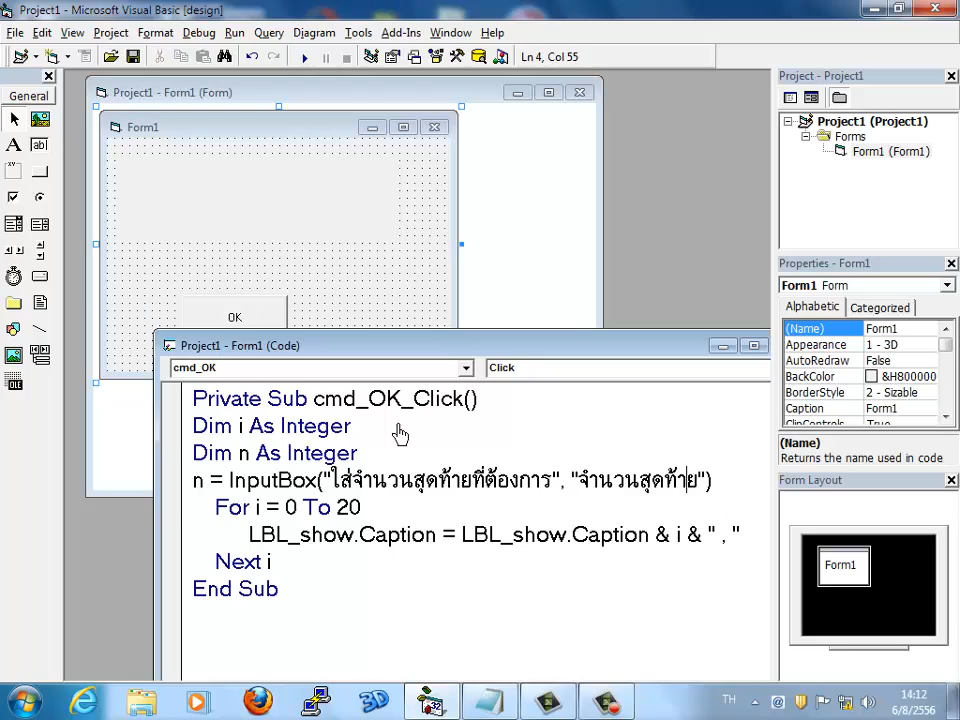 Project1 - Microsoft Visual Basic [design]
File Edit View Project Format Debug Run Query Diagram Tools Add-Ins Window Help
Ln 4, Col 55
General
Project1 - Form1 (Form)
Form1
OK
Project1 - Form1 (Code)
cmd_OK
Click
Private Sub cmd_OK_Click()
Dim i As Integer
Dim n As Integer
n = InputBox("ใส่จำนวนสุดท้ายที่ต้องการ", "จำนวนสุดท้าย")
For i = 0 To 20
LBL_show.Caption = LBL_show.Caption & i & " , "
Next i
End Sub
Project - Project1
Project1 (Project1)
Forms
Form1 (Form1)
Properties - Form1
Form1 Form
Alphabetic Categorized
(Name) Form1
Appearance 1 - 3D
AutoRedraw False
BackColor &H800000
BorderStyle 2 - Sizable
Caption Form1
ClipControls True
(Name)
Returns the name used in code
Form Layout
Form1
TH
14:12
6/8/2556